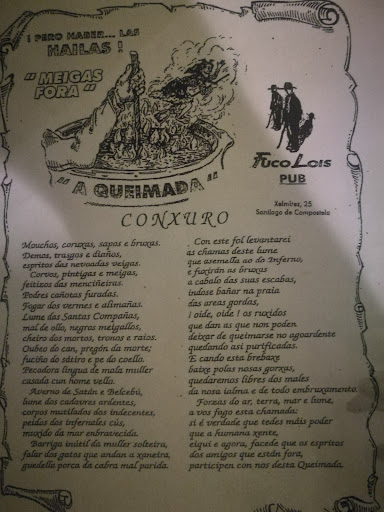 ¡ PERO HABER... LAS
HAILAS !
" MEIGAS
FORA "
"A QUEIMADA"
Fuco Lois
PUB
Xelmírez, 25
Santiago de Compostela
CONXURO
Mouchos, coruxas, sapos e bruxas.
Demos, trasgos e diaños,
espritos das nevoadas veigas.
Corvos, pintigas e meigas,
feitizos das menciñeiras.
Podres cañotas furadas.
Fogar dos vermes e alimañas.
Lume das Santas Compañas,
mal de ollo, negros meigallos,
cheiro dos mortos, tronos e raios.
Oubeo do can, pregón da morte;
fuciño do sátiro e pe do coello.
Pecadora lingua de mala muller
casada cun home vello.
Averno de Satán e Belcebú,
lume dos cadavres ardentes,
corpos mutilados dos indecentes,
peidos dos infernales cús,
muxido da mar enbravecida.
Barriga inútil da muller solteira,
falar dos gatos que andan a xaneira,
guedella porca da cabra mal parida.
Con este fol levantarei
as chamas deste lume
que asemella ao do Inferno,
e fuxirán as bruxas
a cabalo das suas escobas,
indose bañar na praia
das areas gordas.
¡ Oide, oide ! os ruxidos
que dan as que non poden
deixar de queimarse no agoardente
quedando así purificadas.
E cando este brebaxe
baixe polas nosas gorxas,
quedaremos libres dos males
da nosa ialma e de todo embruxamento.
Forzas do ar, terra, mar e lume,
a vos fago esta chamada:
si é verdade que tedes máis poder
que a humana xente,
eiquí e agora, facede que os espritos
dos amigos que están fora,
participen con nos desta Queimada.